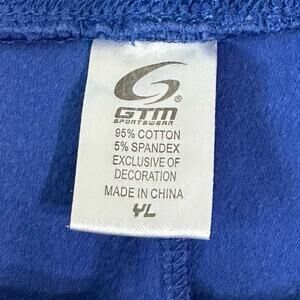 GTM
SPORTSWEAR
95% COTTON
5% SPANDEX
EXCLUSIVE OF
DECORATION
MADE IN CHINA
YL